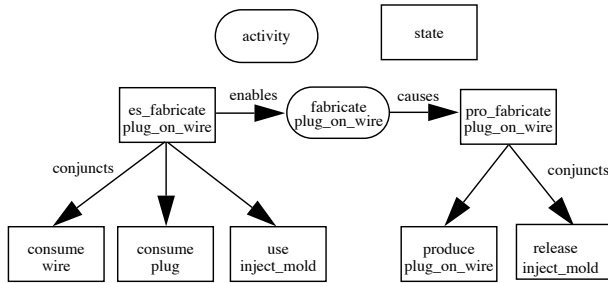 activity
state
enables
causes
es_fabricate
plug_on_wire
fabricate
plug_on_wire
pro_fabricate
plug_on_wire
conjuncts
conjuncts
consume
wire
consume
plug
use
inject_mold
produce
plug_on_wire
release
inject_mold